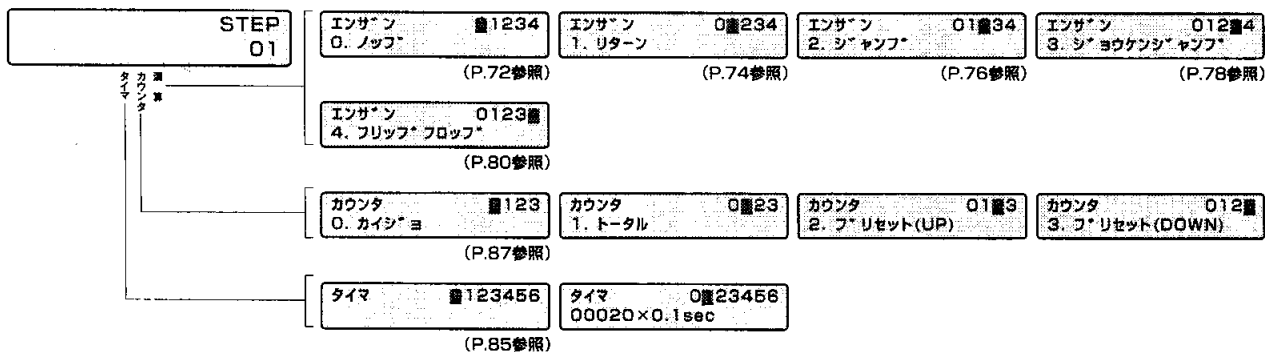 STEP
01
演算
カウンタ
タイマ
エンザン ▓1234
0. ノップ
(P.72参照)
エンザン 0▓234
1. リターン
(P.74参照)
エンザン 01▓34
2. ジャンプ
(P.76参照)
エンザン 012▓4
3. ジョウケンジャンプ
(P.78参照)
エンザン 0123▓
4. フリップフロップ
(P.80参照)
カウンタ ▓123
0. カイジョ
(P.87参照)
カウンタ 0▓23
1. トータル
カウンタ 01▓3
2. プリセット(UP)
カウンタ 012▓
3. プリセット(DOWN)
タイマ ▓123456
(P.85参照)
タイマ 0▓23456
00020×0.1sec